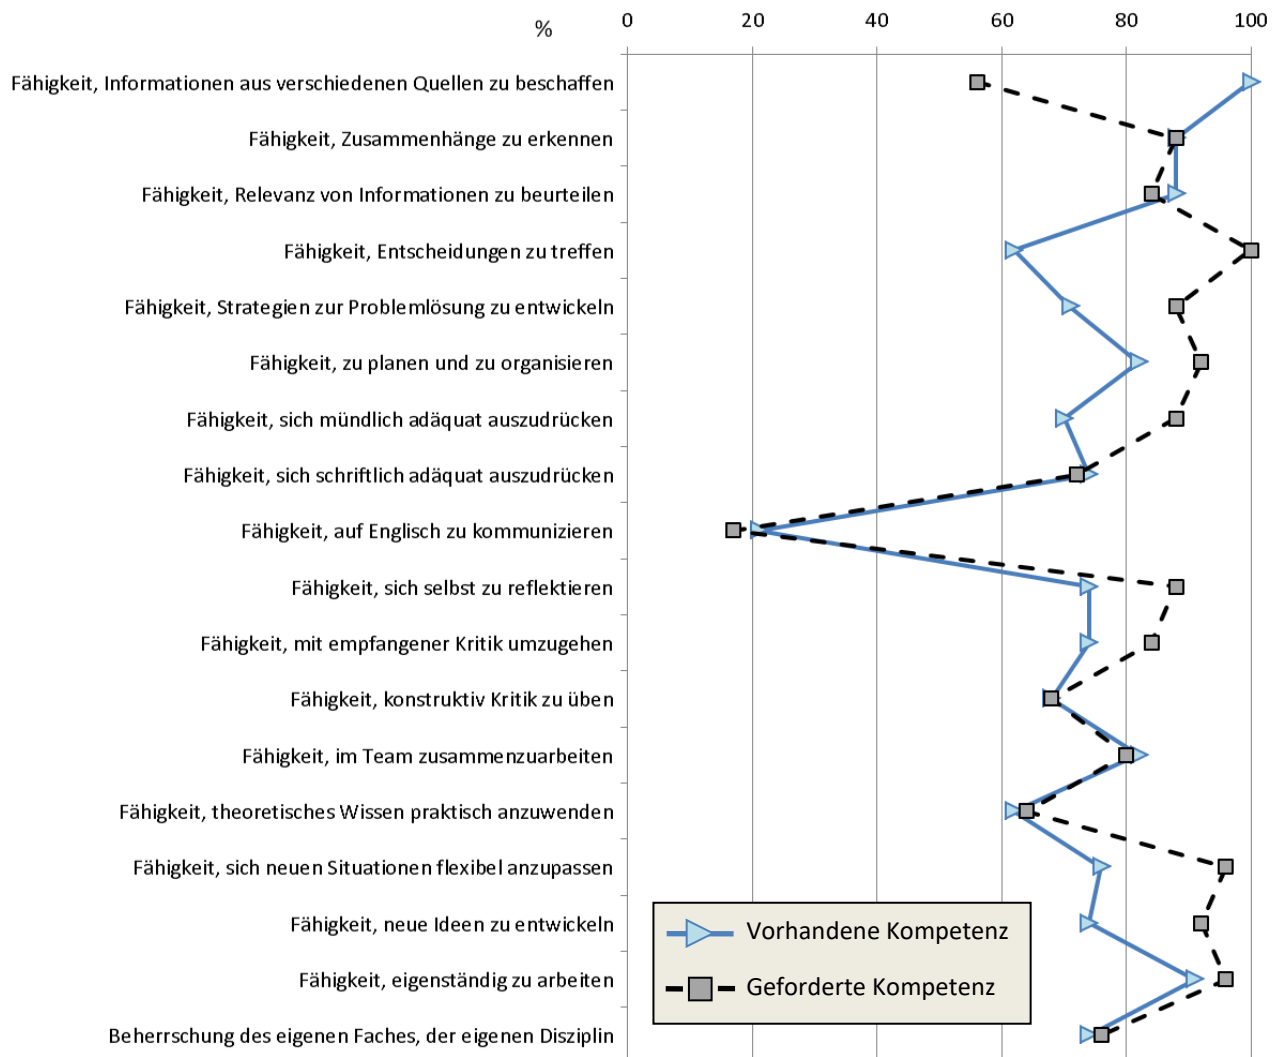 % 0 20 40 60 80 100
Fähigkeit, Informationen aus verschiedenen Quellen zu beschaffen
Fähigkeit, Zusammenhänge zu erkennen
Fähigkeit, Relevanz von Informationen zu beurteilen
Fähigkeit, Entscheidungen zu treffen
Fähigkeit, Strategien zur Problemlösung zu entwickeln
Fähigkeit, zu planen und zu organisieren
Fähigkeit, sich mündlich adäquat auszudrücken
Fähigkeit, sich schriftlich adäquat auszudrücken
Fähigkeit, auf Englisch zu kommunizieren
Fähigkeit, sich selbst zu reflektieren
Fähigkeit, mit empfangener Kritik umzugehen
Fähigkeit, konstruktiv Kritik zu üben
Fähigkeit, im Team zusammenzuarbeiten
Fähigkeit, theoretisches Wissen praktisch anzuwenden
Fähigkeit, sich neuen Situationen flexibel anzupassen
Fähigkeit, neue Ideen zu entwickeln
Fähigkeit, eigenständig zu arbeiten
Beherrschung des eigenen Faches, der eigenen Disziplin
Vorhandene Kompetenz
Geforderte Kompetenz